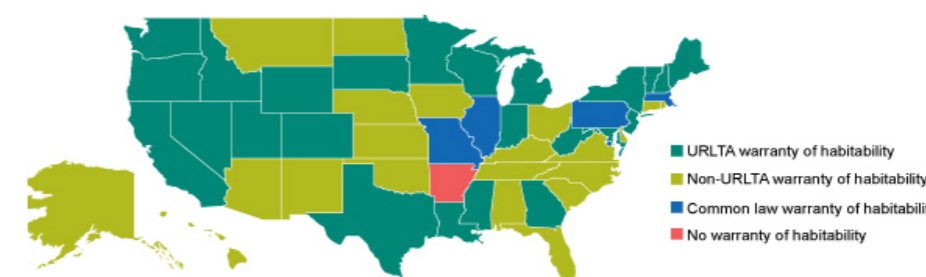 URLTA warranty of habitability
Non-URLTA warranty of habitability
Common law warranty of habitabili
No warranty of habitability